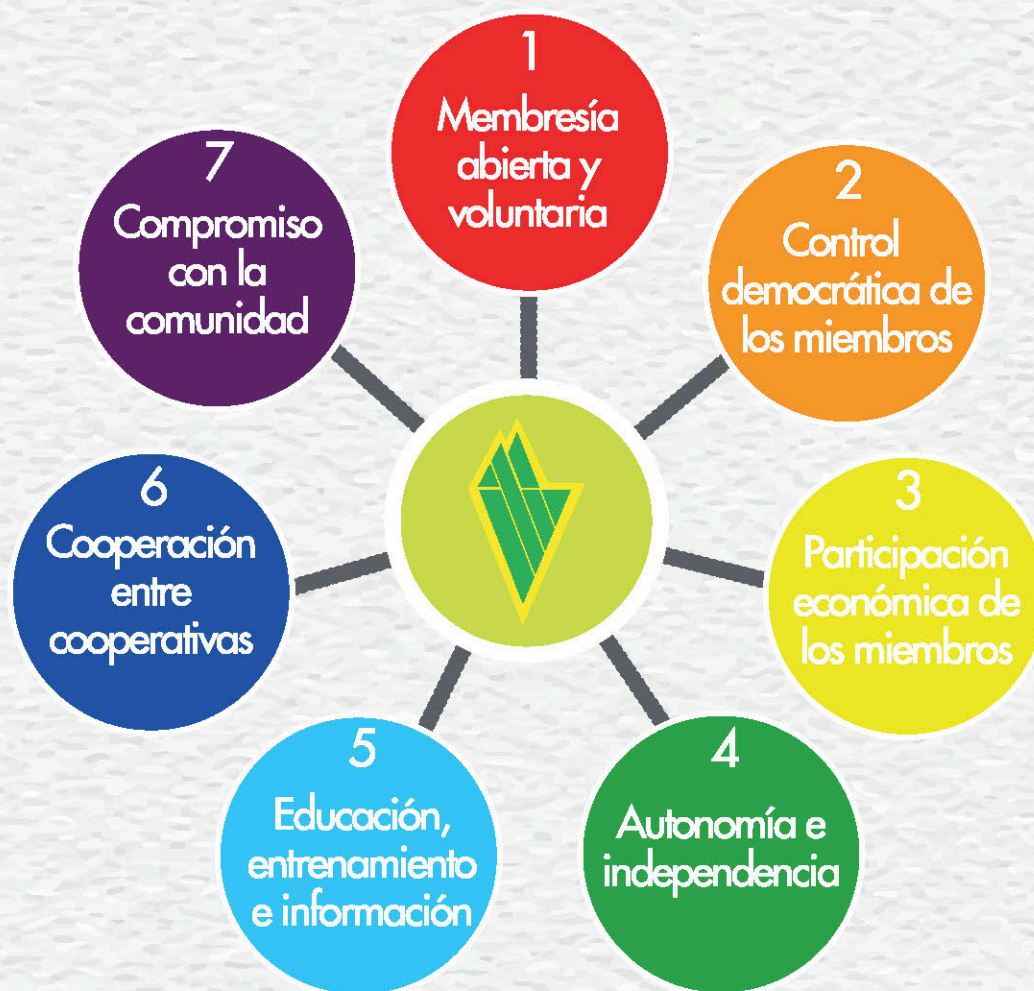 1
Membresía
abierta y
voluntaria
2
Control
democrática de
los miembros
3
Participación
económica de
los miembros
4
Autonomía e
independencia
5
Educación,
entrenamiento
e información
6
Cooperación
entre
cooperativas
7
Compromiso
con la
comunidad